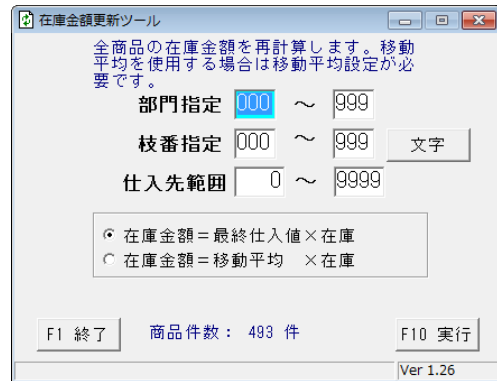 在庫金額更新ツール
全商品の在庫金額を再計算します。移動
平均を使用する場合は移動平均設定が必
要です。
部門指定 000 ～ 999
枝番指定 000 ～ 999 文字
仕入先範囲 0 ～ 9999
在庫金額＝最終仕入値×在庫
在庫金額＝移動平均　×在庫
F1 終了 商品件数： 493 件 F10 実行
Ver 1.26